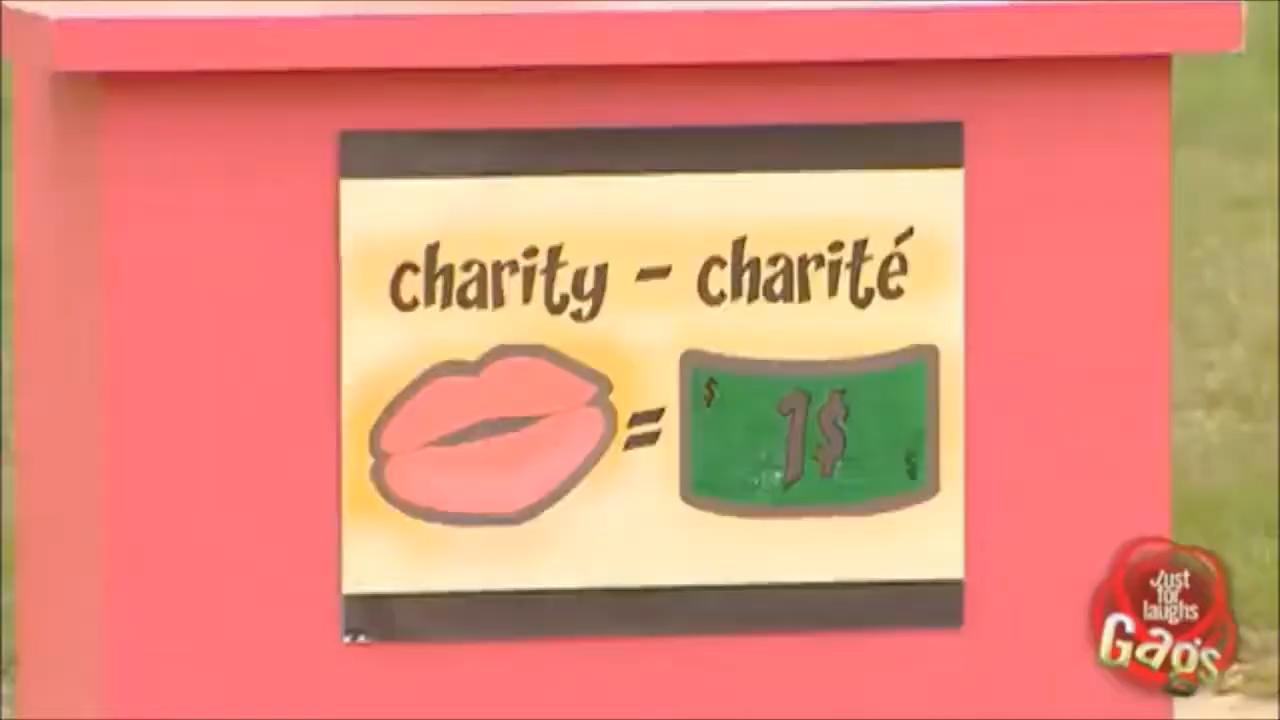 charity - charité
=
$ 1$ $
Just
for
laughs
Gags